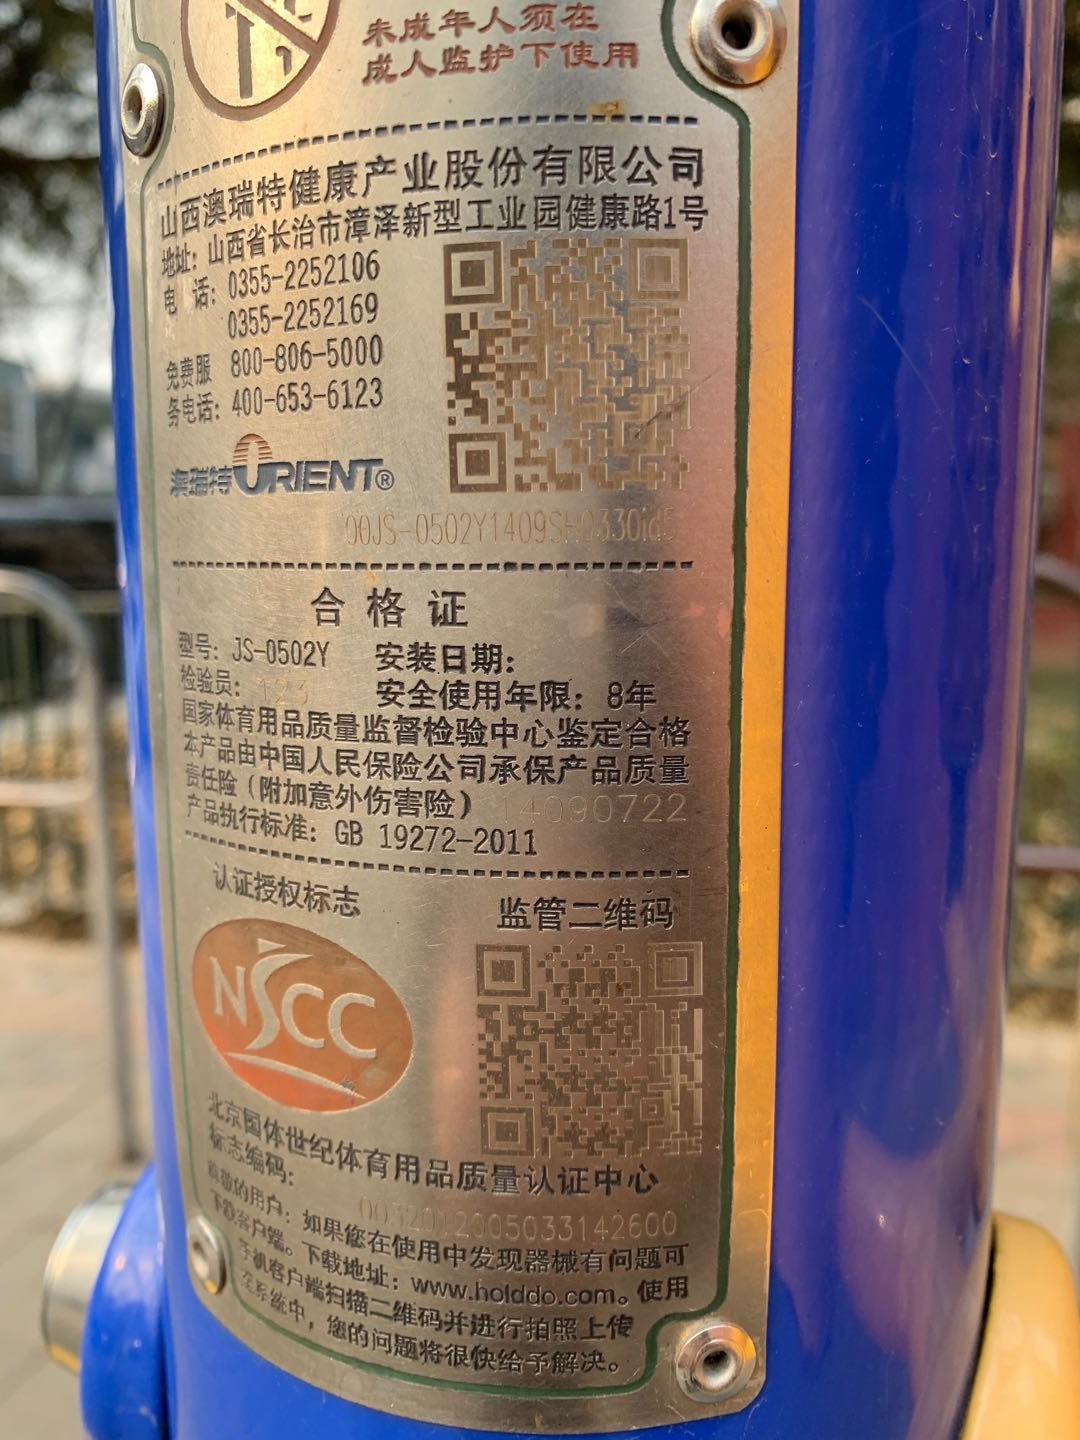 未成年人须在
成人监护下使用
山西澳瑞特健康产业股份有限公司
地址：山西省长治市漳泽新型工业园健康路1号
电 话：0355-2252106
0355-2252169
免费服 800-806-5000
务电话：400-653-6123
澳瑞特 ORIENT®
00JS-0502Y1409SH0330id5
合格证
型号：JS-0502Y 安装日期：
检验员：123 安全使用年限：8年
国家体育用品质量监督检验中心鉴定合格
本产品由中国人民保险公司承保产品质量
责任险（附加意外伤害险） 14090722
产品执行标准：GB 19272-2011
认证授权标志 监管二维码
NSCC
北京国体世纪体育用品质量认证中心
标志编码：
0032012005033142600
尊敬的用户：如果您在使用中发现器械有问题可
下载客户端。下载地址：www.holddo.com。使用
手机客户端扫描二维码并进行拍照上传
至系统中，您的问题将很快给予解决。